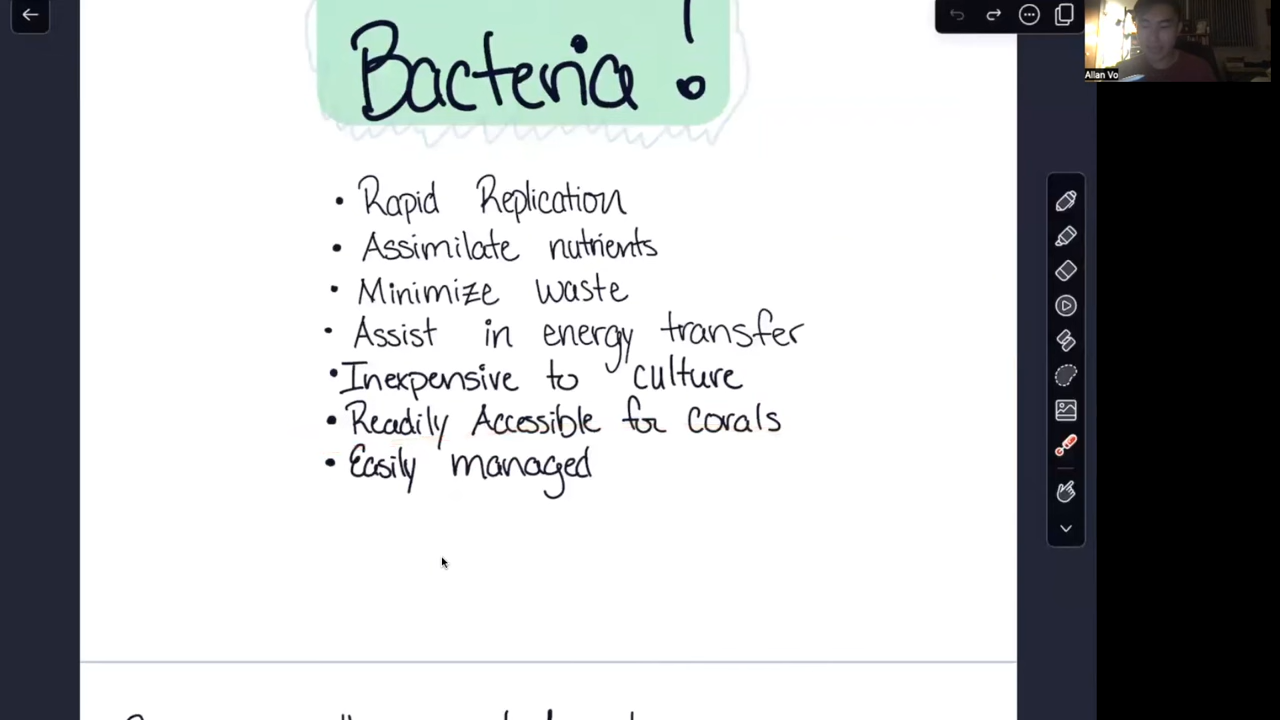 Bacteria!
Allan Vo
• Rapid Replication
• Assimilate nutrients
• Minimize waste
• Assist in energy transfer
• Inexpensive to culture
• Readily Accessible for corals
• Easily managed